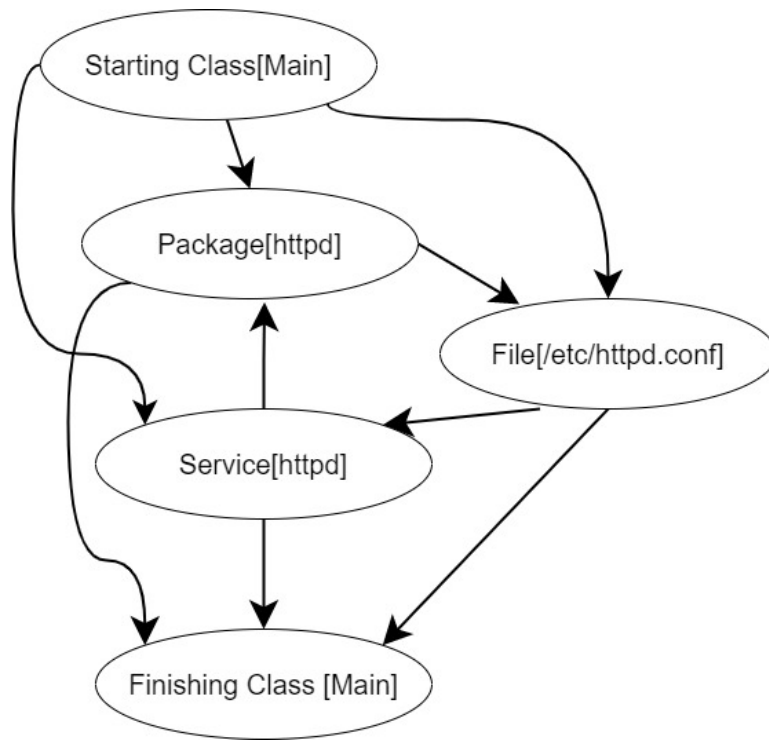 Starting Class[Main]
Package[httpd]
File[/etc/httpd.conf]
Service[httpd]
Finishing Class [Main]